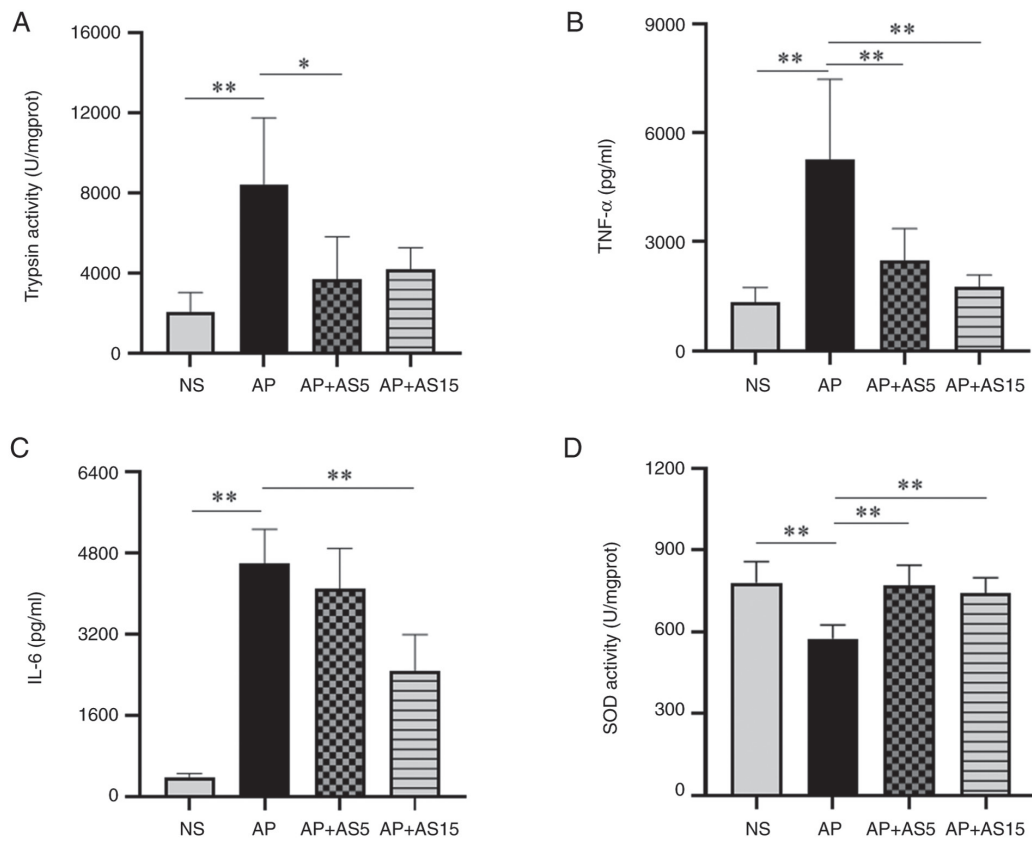 A
Trypsin activity (U/mgprot)
16000
12000
8000
4000
0
**
*
NS AP AP+AS5 AP+AS15
B
TNF-α (pg/ml)
9000
6000
3000
0
**
**
**
NS AP AP+AS5 AP+AS15
C
IL-6 (pg/ml)
6400
4800
3200
1600
0
**
**
NS AP AP+AS5 AP+AS15
D
SOD activity (U/mgprot)
1200
900
600
300
0
**
**
**
NS AP AP+AS5 AP+AS15